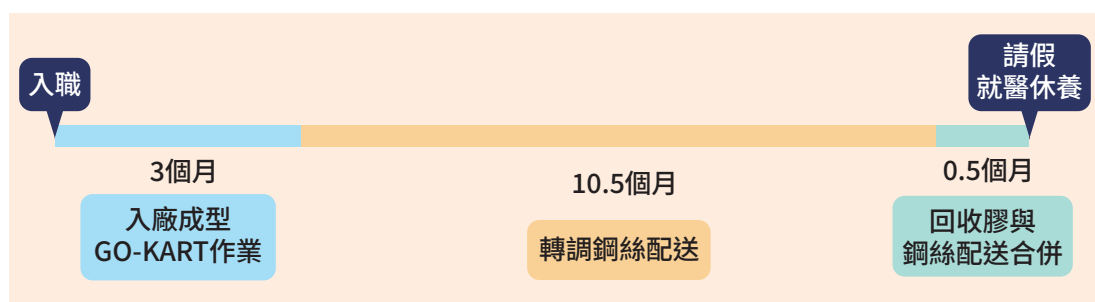 入職
請假
就醫休養
3個月
10.5個月
0.5個月
入廠成型
GO-KART作業
轉調鋼絲配送
回收膠與
鋼絲配送合併